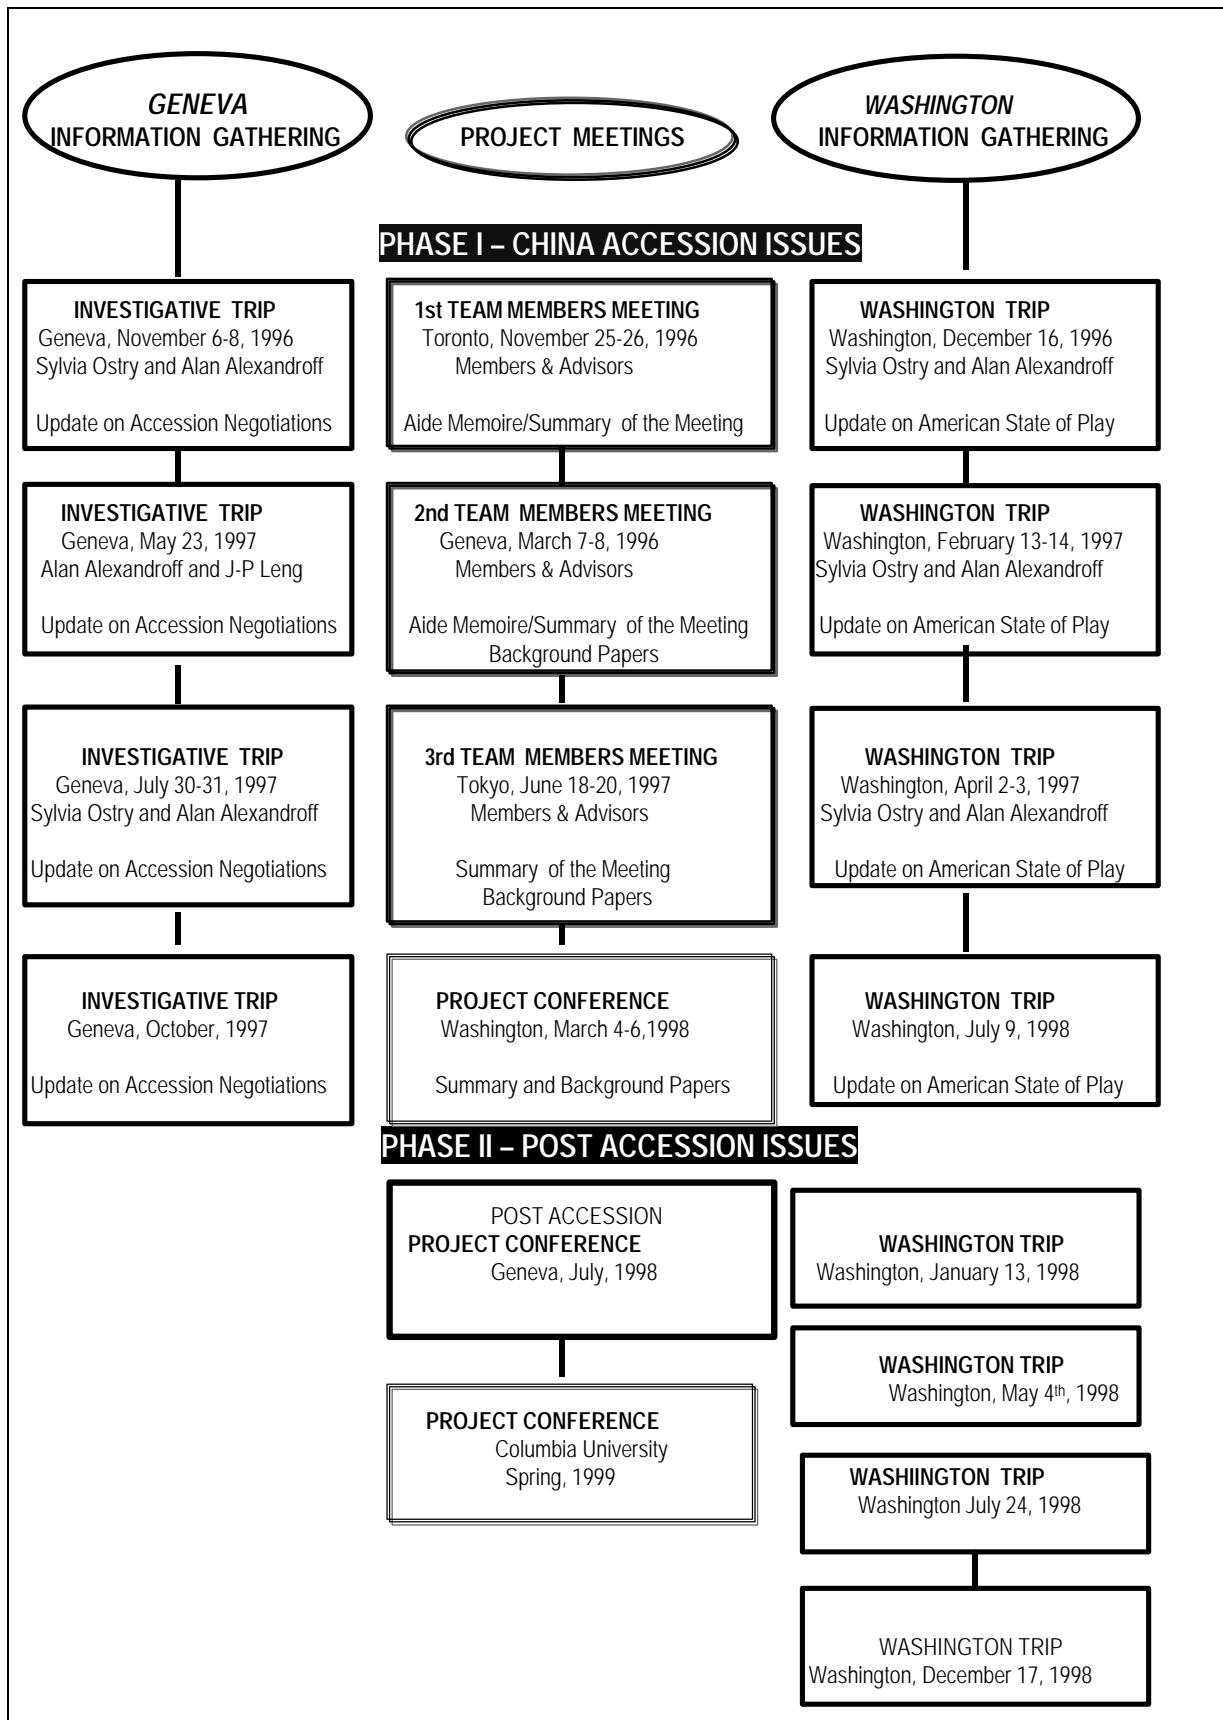 GENEVA
INFORMATION GATHERING
PROJECT MEETINGS
WASHINGTON
INFORMATION GATHERING
PHASE I – CHINA ACCESSION ISSUES
INVESTIGATIVE TRIP
Geneva, November 6-8, 1996
Sylvia Ostry and Alan Alexandroff
Update on Accession Negotiations
1st TEAM MEMBERS MEETING
Toronto, November 25-26, 1996
Members & Advisors
Aide Memoire/Summary of the Meeting
WASHINGTON TRIP
Washington, December 16, 1996
Sylvia Ostry and Alan Alexandroff
Update on American State of Play
INVESTIGATIVE TRIP
Geneva, May 23, 1997
Alan Alexandroff and J-P Leng
Update on Accession Negotiations
2nd TEAM MEMBERS MEETING
Geneva, March 7-8, 1996
Members & Advisors
Aide Memoire/Summary of the Meeting
Background Papers
WASHINGTON TRIP
Washington, February 13-14, 1997
Sylvia Ostry and Alan Alexandroff
Update on American State of Play
INVESTIGATIVE TRIP
Geneva, July 30-31, 1997
Sylvia Ostry and Alan Alexandroff
Update on Accession Negotiations
3rd TEAM MEMBERS MEETING
Tokyo, June 18-20, 1997
Members & Advisors
Summary of the Meeting
Background Papers
WASHINGTON TRIP
Washington, April 2-3, 1997
Sylvia Ostry and Alan Alexandroff
Update on American State of Play
INVESTIGATIVE TRIP
Geneva, October, 1997
Update on Accession Negotiations
PROJECT CONFERENCE
Washington, March 4-6,1998
Summary and Background Papers
WASHINGTON TRIP
Washington, July 9, 1998
Update on American State of Play
PHASE II – POST ACCESSION ISSUES
POST ACCESSION
PROJECT CONFERENCE
Geneva, July, 1998
WASHINGTON TRIP
Washington, January 13, 1998
WASHINGTON TRIP
Washington, May 4th, 1998
PROJECT CONFERENCE
Columbia University
Spring, 1999
WASHIINGTON TRIP
Washington July 24, 1998
WASHINGTON TRIP
Washington, December 17, 1998